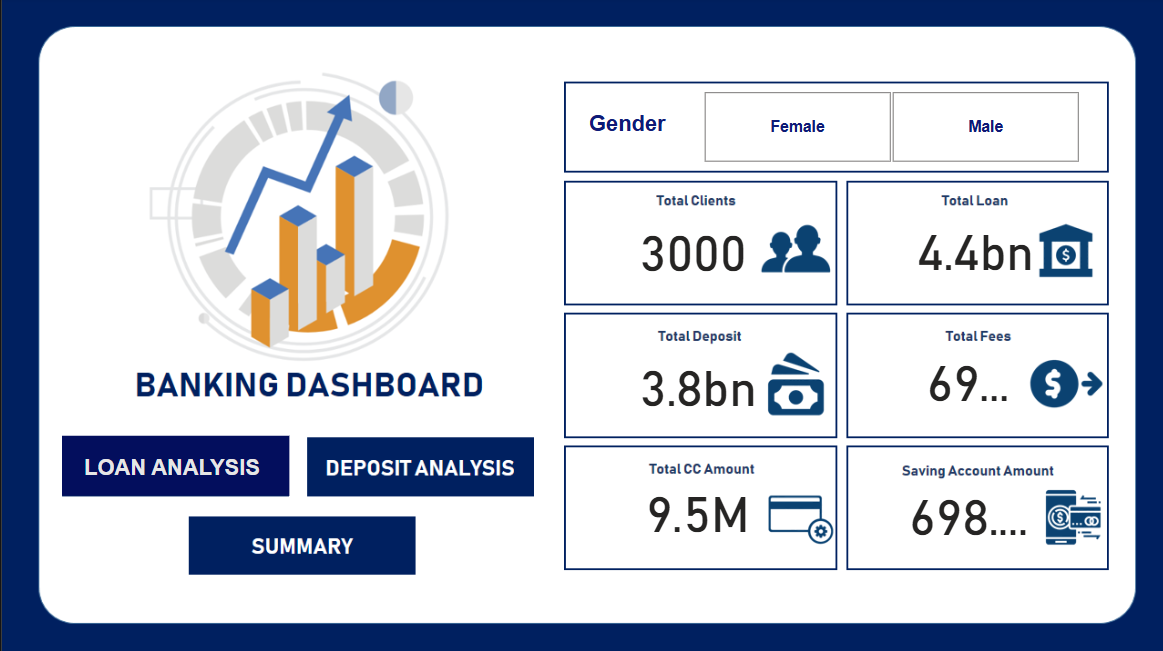 BANKING DASHBOARD
LOAN ANALYSIS
DEPOSIT ANALYSIS
SUMMARY
Gender
Female
Male
Total Clients
3000
Total Loan
4.4bn
$
Total Deposit
3.8bn
Total Fees
69...
$
Total CC Amount
9.5M
Saving Account Amount
698....
$